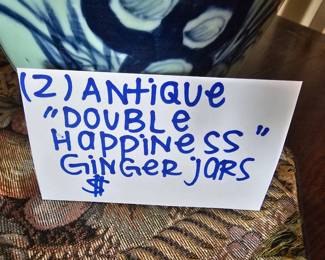 (2) ANTIQUE
"DOUBLE
HAPPINESS"
GINGER JARS
$